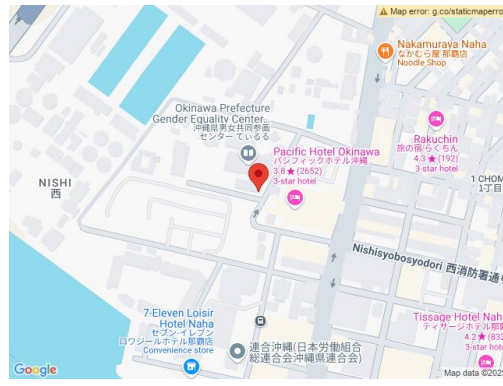 Map error: g.co/staticmaperro
Nakamuraya Naha
なかむら屋 那覇店
Noodle Shop
Okinawa Prefecture
Gender Equality Center...
沖縄県男女共同参画
センター てぃるる
Rakuchin
旅の宿らくちん
4.3★(192)
3-star hotel
Pacific Hotel Okinawa
パシフィックホテル沖縄
3.8★(2652)
3-star hotel
NISHI
西
1 CHOM
1丁目
Nishisyobosyodori 西消防署通り
7-Eleven Loisir
Hotel Naha
セブン-イレブン
ロワジールホテル那覇店
Convenience store
連合沖縄(日本労働組合
総連合会沖縄県連合会)
Tissage Hotel Naha
ティサージホテル那覇
4.2★(832
3-star hotel
Google
Map data ©2025